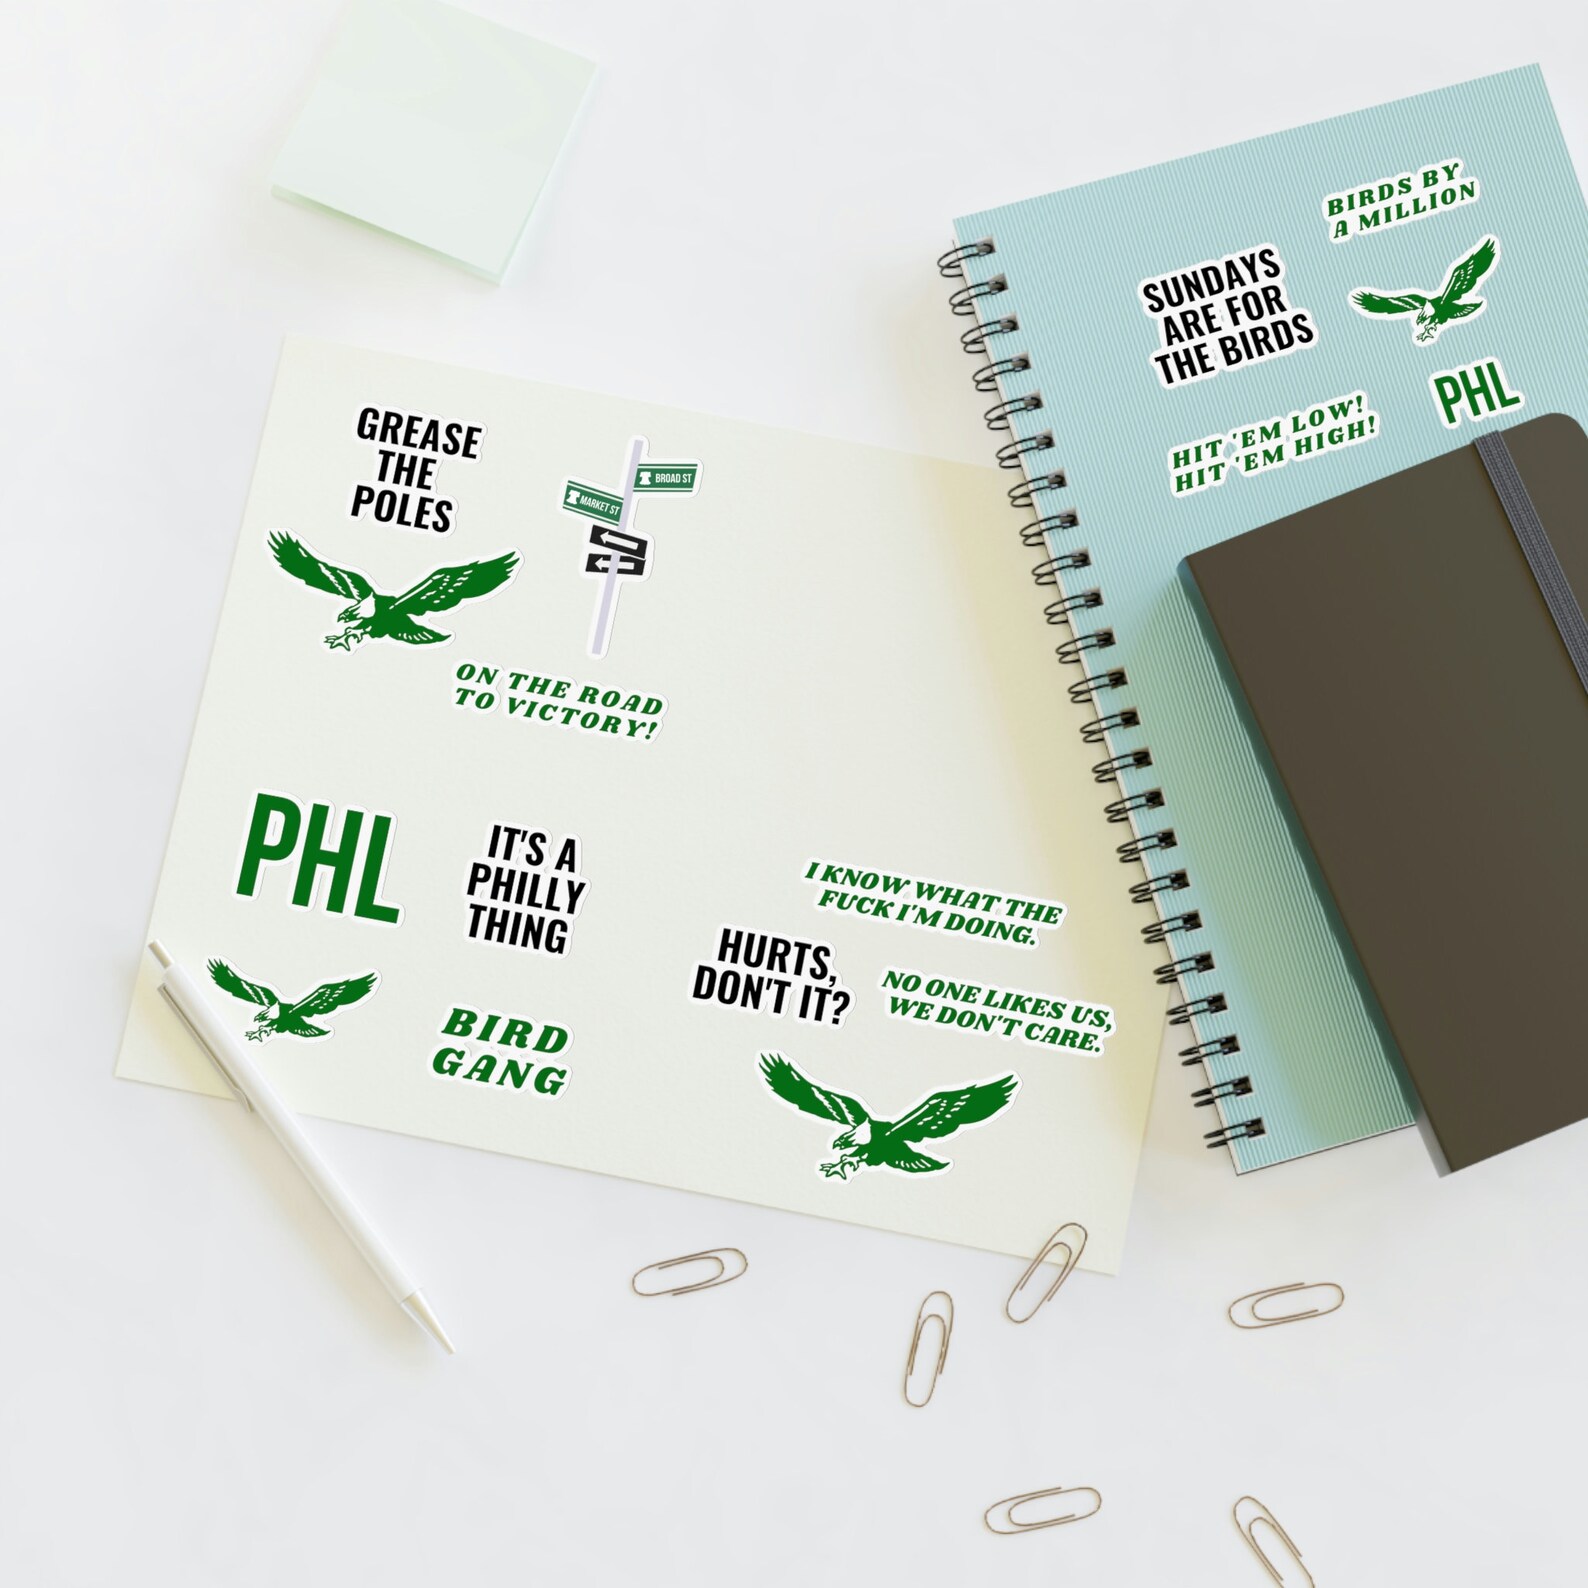 GREASE
THE
POLES
BROAD ST
MARKET ST
ON THE ROAD
TO VICTORY!
PHL
IT'S A
PHILLY
THING
BIRD
GANG
I KNOW WHAT THE
FUCK I'M DOING.
HURTS,
DON'T IT?
NO ONE LIKES US,
WE DON'T CARE.
BIRDS BY
A MILLION
SUNDAYS
ARE FOR
THE BIRDS
PHL
HIT 'EM LOW!
HIT 'EM HIGH!